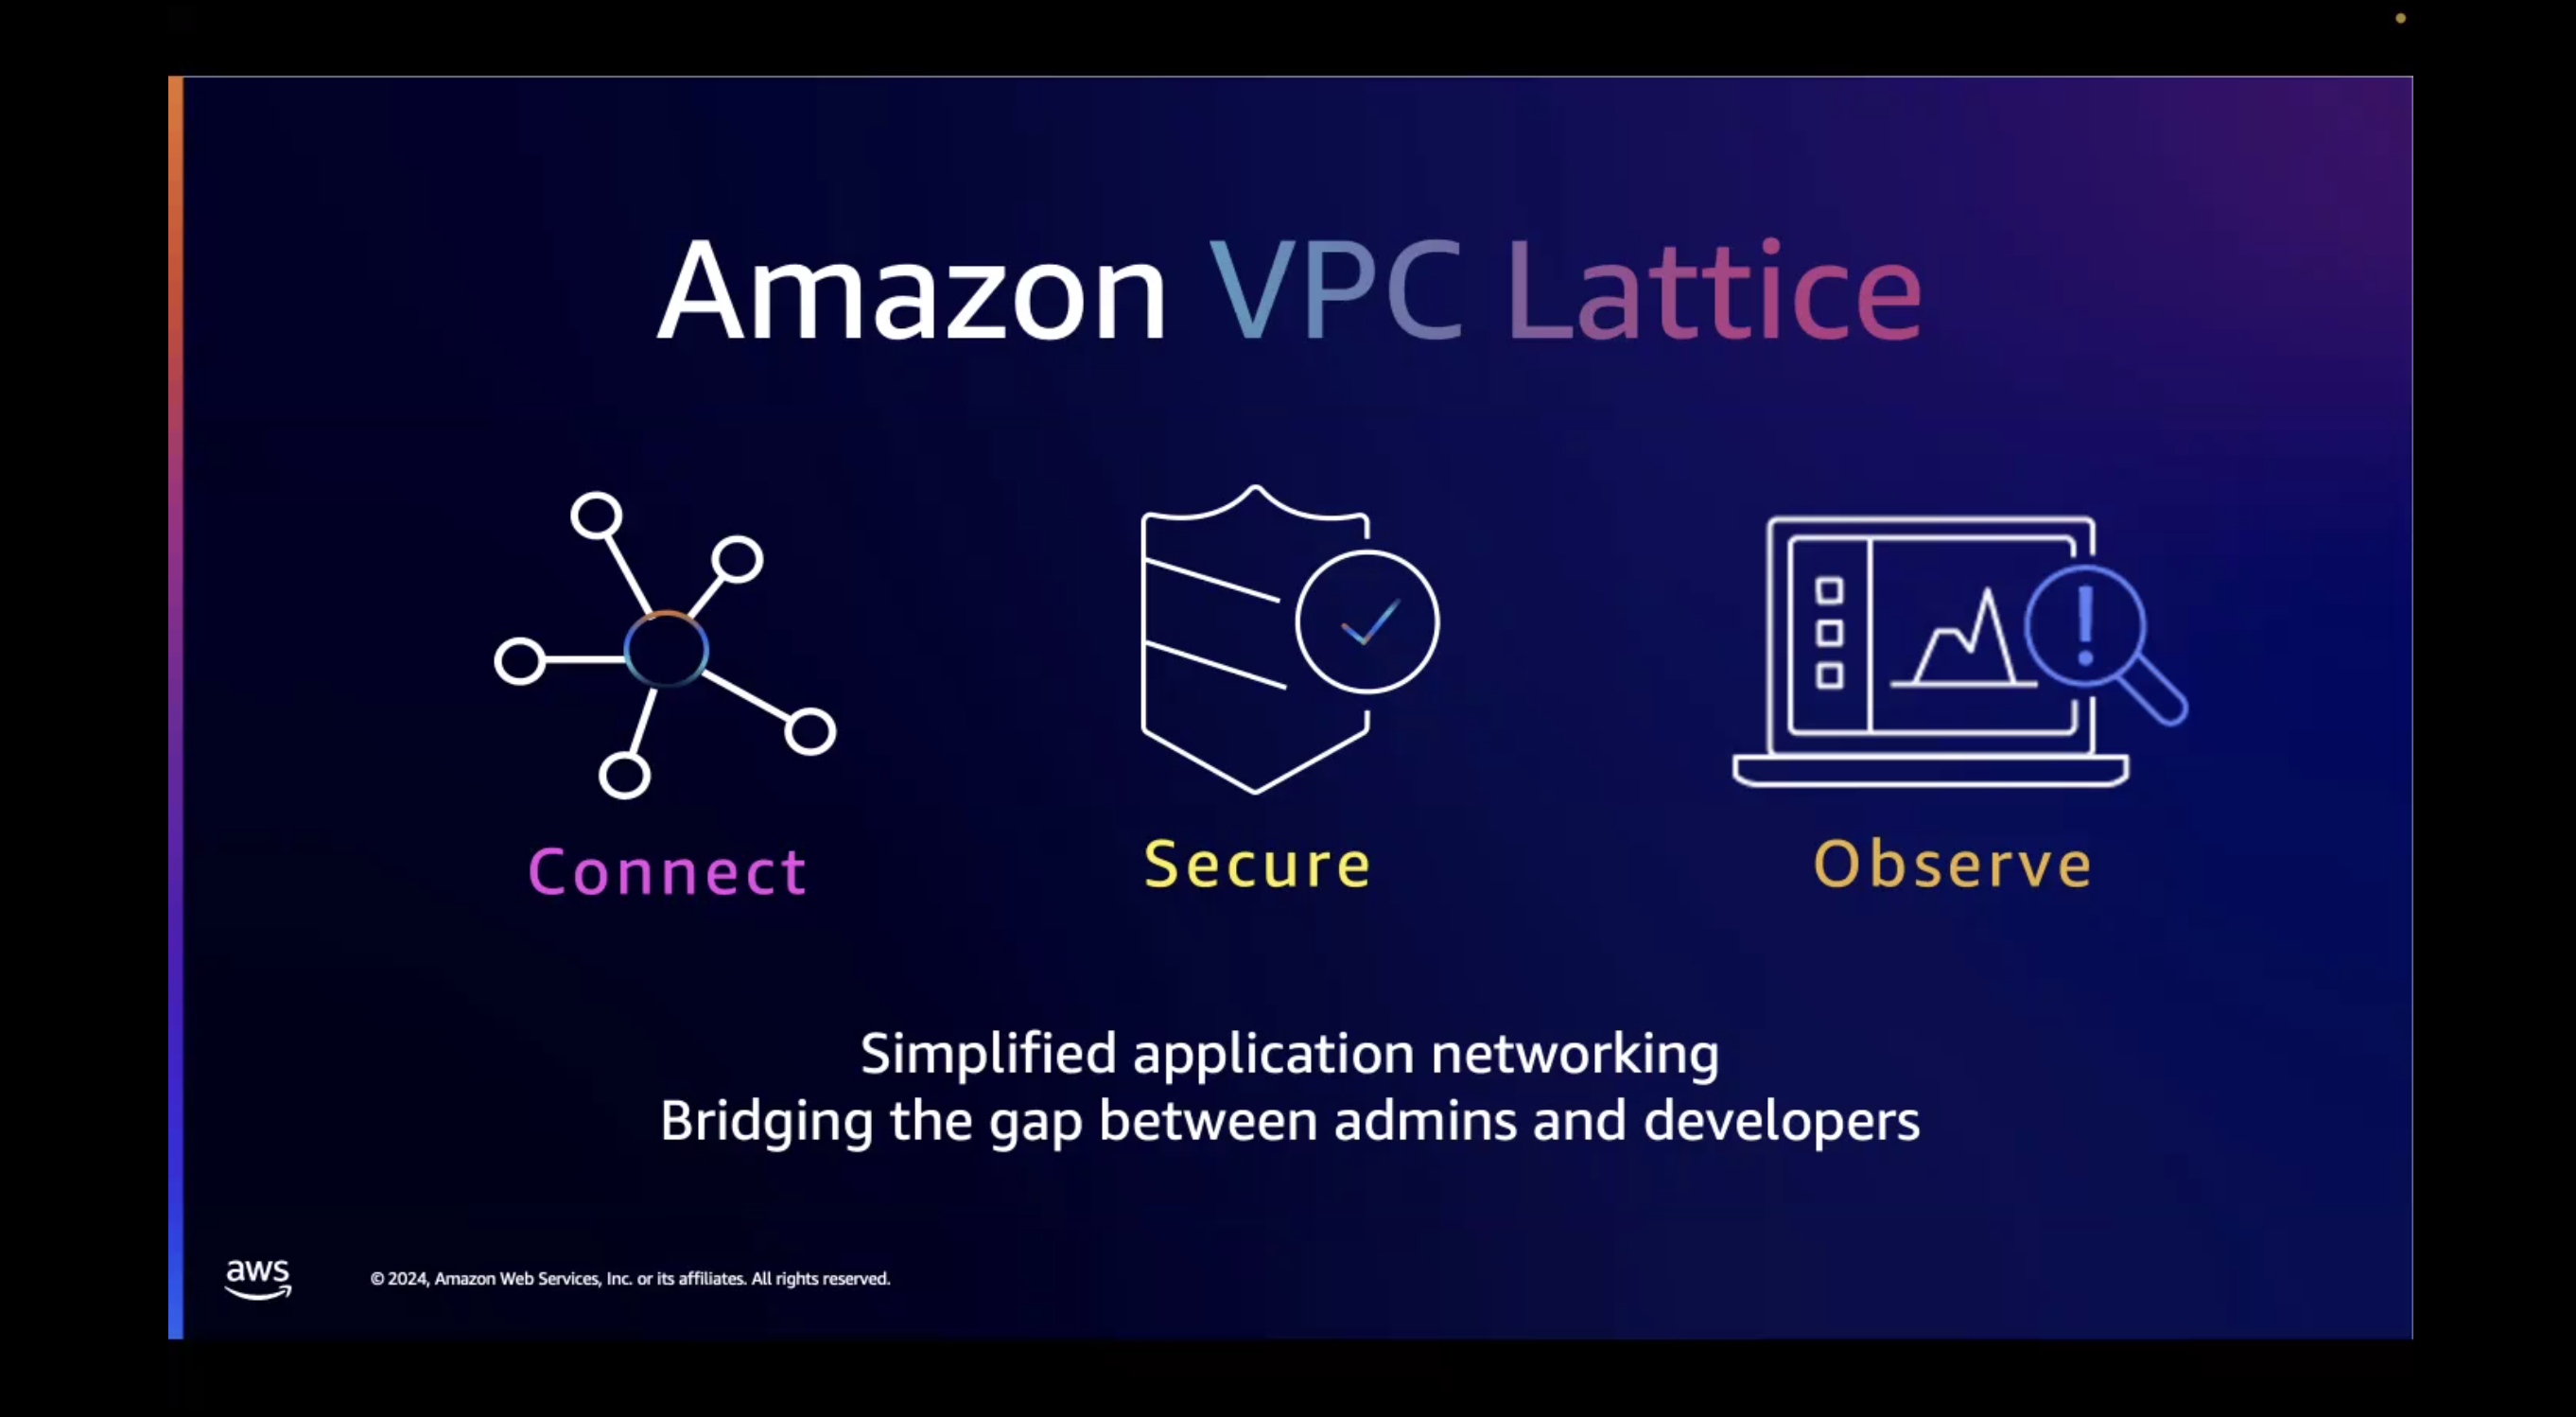 Amazon VPC Lattice
Connect
Secure
Observe
Simplified application networking
Bridging the gap between admins and developers
aws
© 2024, Amazon Web Services, Inc. or its affiliates. All rights reserved.